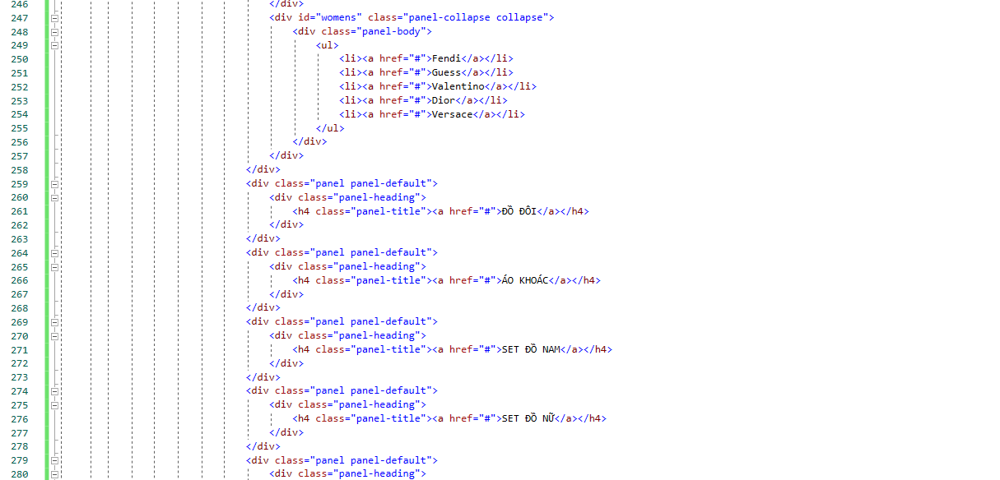 246 </div>
247 <div id="womens" class="panel-collapse collapse">
248 <div class="panel-body">
249 <ul>
250 <li><a href="#">Fendi</a></li>
251 <li><a href="#">Guess</a></li>
252 <li><a href="#">Valentino</a></li>
253 <li><a href="#">Dior</a></li>
254 <li><a href="#">Versace</a></li>
255 </ul>
256 </div>
257 </div>
258 </div>
259 <div class="panel panel-default">
260 <div class="panel-heading">
261 <h4 class="panel-title"><a href="#">ĐỒ ĐÔI</a></h4>
262 </div>
263 </div>
264 <div class="panel panel-default">
265 <div class="panel-heading">
266 <h4 class="panel-title"><a href="#">ÁO KHOÁC</a></h4>
267 </div>
268 </div>
269 <div class="panel panel-default">
270 <div class="panel-heading">
271 <h4 class="panel-title"><a href="#">SET ĐỒ NAM</a></h4>
272 </div>
273 </div>
274 <div class="panel panel-default">
275 <div class="panel-heading">
276 <h4 class="panel-title"><a href="#">SET ĐỒ NỮ</a></h4>
277 </div>
278 </div>
279 <div class="panel panel-default">
280 <div class="panel-heading">